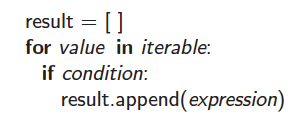 result = [ ]
for value in iterable:
if condition:
result.append(expression)